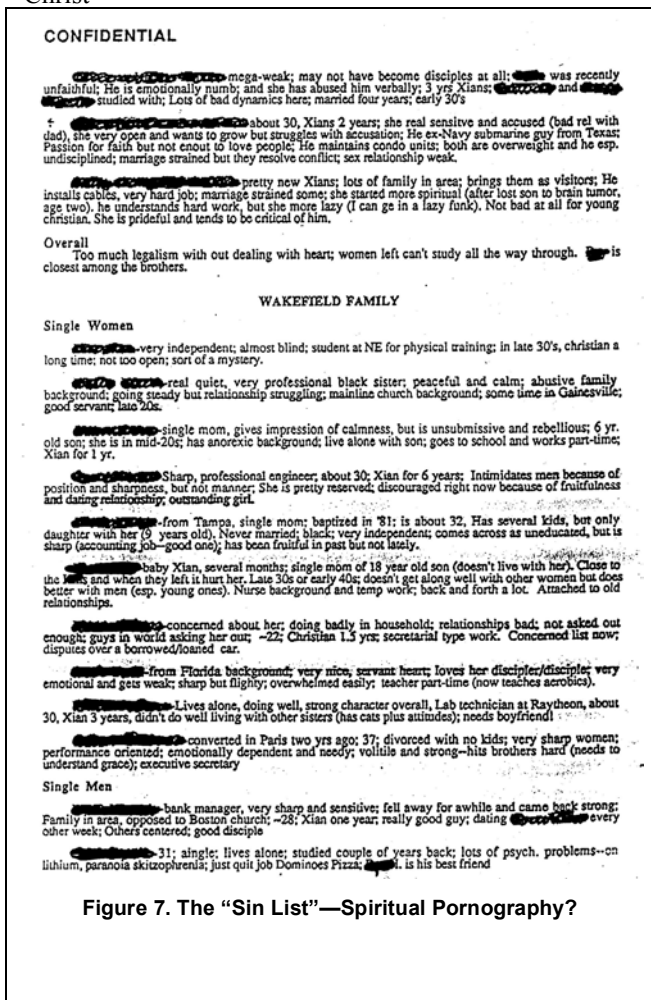 Christ
CONFIDENTIAL
mega-weak; may not have become disciples at all; was recently
unfaithful; He is emotionally numb; and she has abused him verbally; 3 yrs Xians; and
studied with; Lots of bad dynamics here; married four years; early 30's
about 30, Xians 2 years; she real sensitve and accused (bad rel with
dad), she very open and wants to grow but struggles with accusation; He ex-Navy submarine guy from Texas;
Passion for faith but not enout to love people; He maintains condo units; both are overweight and he esp.
undisciplined; marriage strained but they resolve conflict; sex relationship weak.
pretty new Xians; lots of family in area; brings them as visitors; He
installs cables, very hard job; marriage strained some; she started more spiritual (after lost son to brain tumor,
age two). he understands hard work, but she more lazy (I can ge in a lazy funk). Not bad at all for young
christian. She is prideful and tends to be critical of him.
Overall
Too much legalism with out dealing with heart; women left can't study all the way through. is
closest among the brothers.
WAKEFIELD FAMILY
Single Women
-very independent; almost blind; student at NE for physical training; in late 30's, christian a
long time; not too open; sort of a mystery.
-real quiet, very professional black sister; peaceful and calm; abusive family
background; going steady but relationship struggling; mainline church background; some time in Gainesville;
good servant; late 20s.
-single mom, gives impression of calmness, but is unsubmissive and rebellious; 6 yr.
old son; she is in mid-20s; has anorexic background; live alone with son; goes to school and works part-time;
Xian for 1 yr.
Sharp, professional engineer, about 30; Xian for 6 years; Intimidates men because of
position and sharpness, but not manner; She is pretty reserved; discouraged right now because of fruitfulness
and dating relationship; outstanding girl.
-from Tampa, single mom; baptized in '81; is about 32, Has several kids, but only
daughter with her (9 years old). Never married; black; very independent; comes across as uneducated, but is
sharp (accounting job—good one); has been fruitful in past but not lately.
baby Xian, several months; single mom of 18 year old son (doesn't live with her). Close to
the and when they left it hurt her. Late 30s or early 40s; doesn't get along well with other women but does
better with men (esp. young ones). Nurse background and temp work; back and forth a lot. Attached to old
relationships.
-concerned about her; doing badly in household; relationships bad; not asked out
enough; guys in world asking her out; ~22; Christian 1.5 yrs; secretarial type work. Concerned list now;
disputes over a borrowed/loaned car.
-from Florida background; very nice, servant heart; loves her discipler/disciple; very
emotional and gets weak; sharp but flighty; overwhelmed easily; teacher part-time (now teaches aerobics).
-Lives alone, doing well, strong character overall, Lab technician at Raytheon, about
30, Xian 3 years, didn't do well living with other sisters (has cats plus attitudes); needs boyfriend!
converted in Paris two yrs ago; 37; divorced with no kids; very sharp women;
performance oriented; emotionally dependent and needy; volitile and strong--hits brothers hard (needs to
understand grace); executive secretary
Single Men
-bank manager, very sharp and sensitive; fell away for awhile and came back strong;
Family in area, opposed to Boston church; ~28; Xian one year; really good guy; dating every
other week; Others centered; good disciple
-31; aingle; lives alone; studied couple of years back; lots of psych. problems--on
lithium, paranoia skitzophrenia; just quit job Dominoes Pizza; is his best friend
Figure 7. The “Sin List”—Spiritual Pornography?